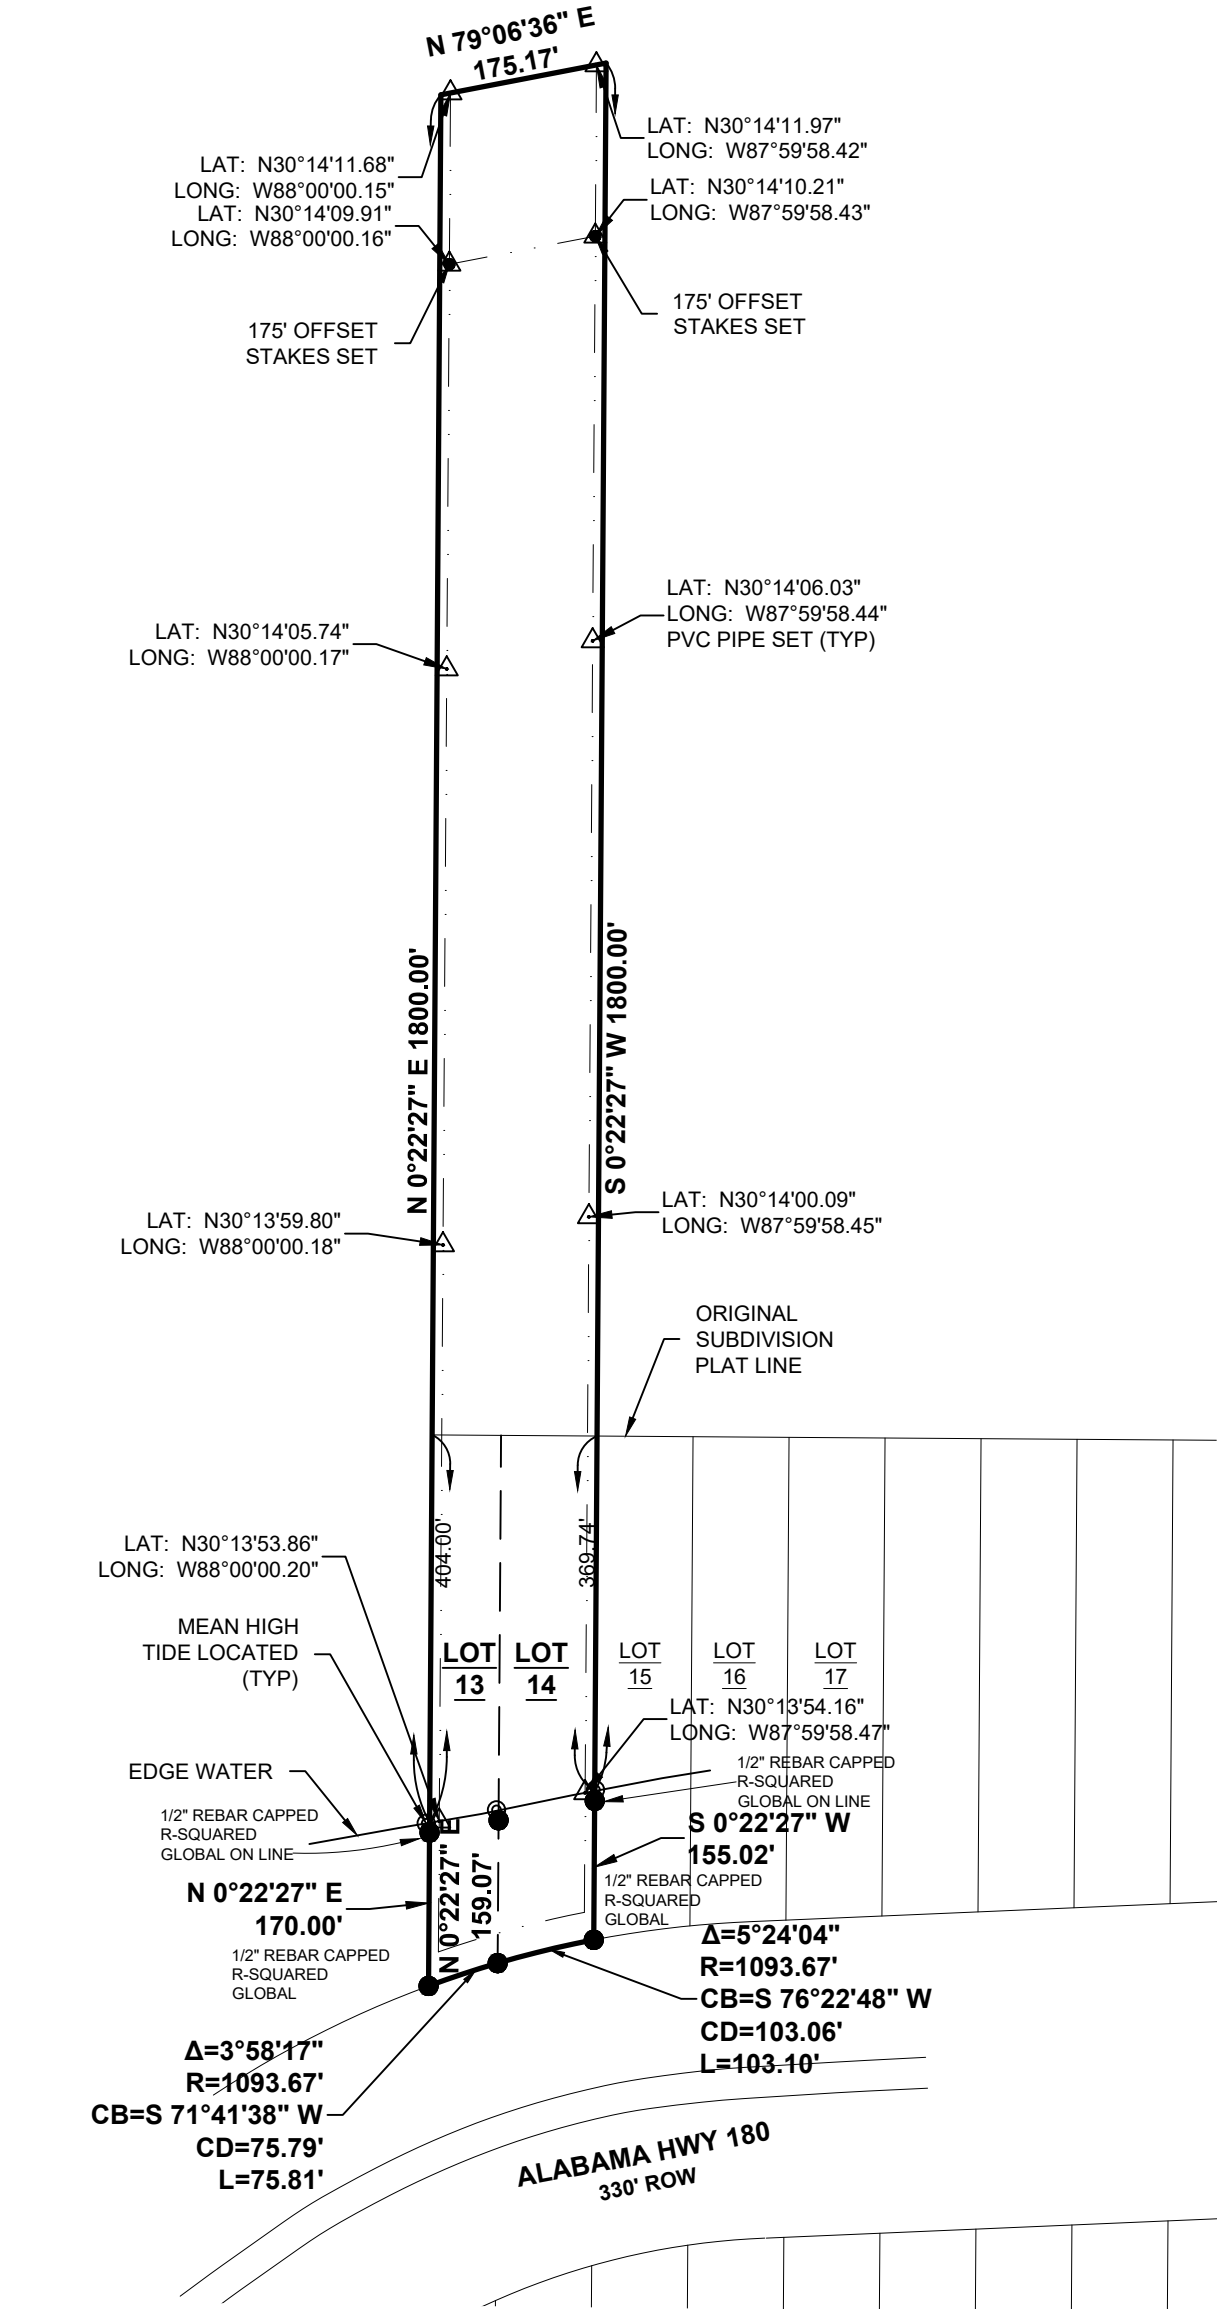 N 79°06'36" E
175.17'
LAT: N30°14'11.97"
LONG: W87°59'58.42"
LAT: N30°14'11.68"
LONG: W88°00'00.15"
LAT: N30°14'10.21"
LONG: W87°59'58.43"
LAT: N30°14'09.91"
LONG: W88°00'00.16"
175' OFFSET
STAKES SET
175' OFFSET
STAKES SET
LAT: N30°14'06.03"
LONG: W87°59'58.44"
PVC PIPE SET (TYP)
LAT: N30°14'05.74"
LONG: W88°00'00.17"
N 0°22'27" E 1800.00'
S 0°22'27" W 1800.00'
LAT: N30°14'00.09"
LONG: W87°59'58.45"
LAT: N30°13'59.80"
LONG: W88°00'00.18"
ORIGINAL
SUBDIVISION
PLAT LINE
404.00'
369.74'
LAT: N30°13'53.86"
LONG: W88°00'00.20"
MEAN HIGH
TIDE LOCATED
(TYP)
LOT
13
LOT
14
LOT
15
LOT
16
LOT
17
LAT: N30°13'54.16"
LONG: W87°59'58.47"
EDGE WATER
1/2" REBAR CAPPED
R-SQUARED
GLOBAL ON LINE
1/2" REBAR CAPPED
R-SQUARED
GLOBAL ON LINE
S 0°22'27" W
155.02'
N 0°22'27" E
159.07'
N 0°22'27" E
170.00'
1/2" REBAR CAPPED
R-SQUARED
GLOBAL
1/2" REBAR CAPPED
R-SQUARED
GLOBAL
Δ=5°24'04"
R=1093.67'
CB=S 76°22'48" W
CD=103.06'
L=103.10'
Δ=3°58'17"
R=1093.67'
CB=S 71°41'38" W
CD=75.79'
L=75.81'
ALABAMA HWY 180
330' ROW